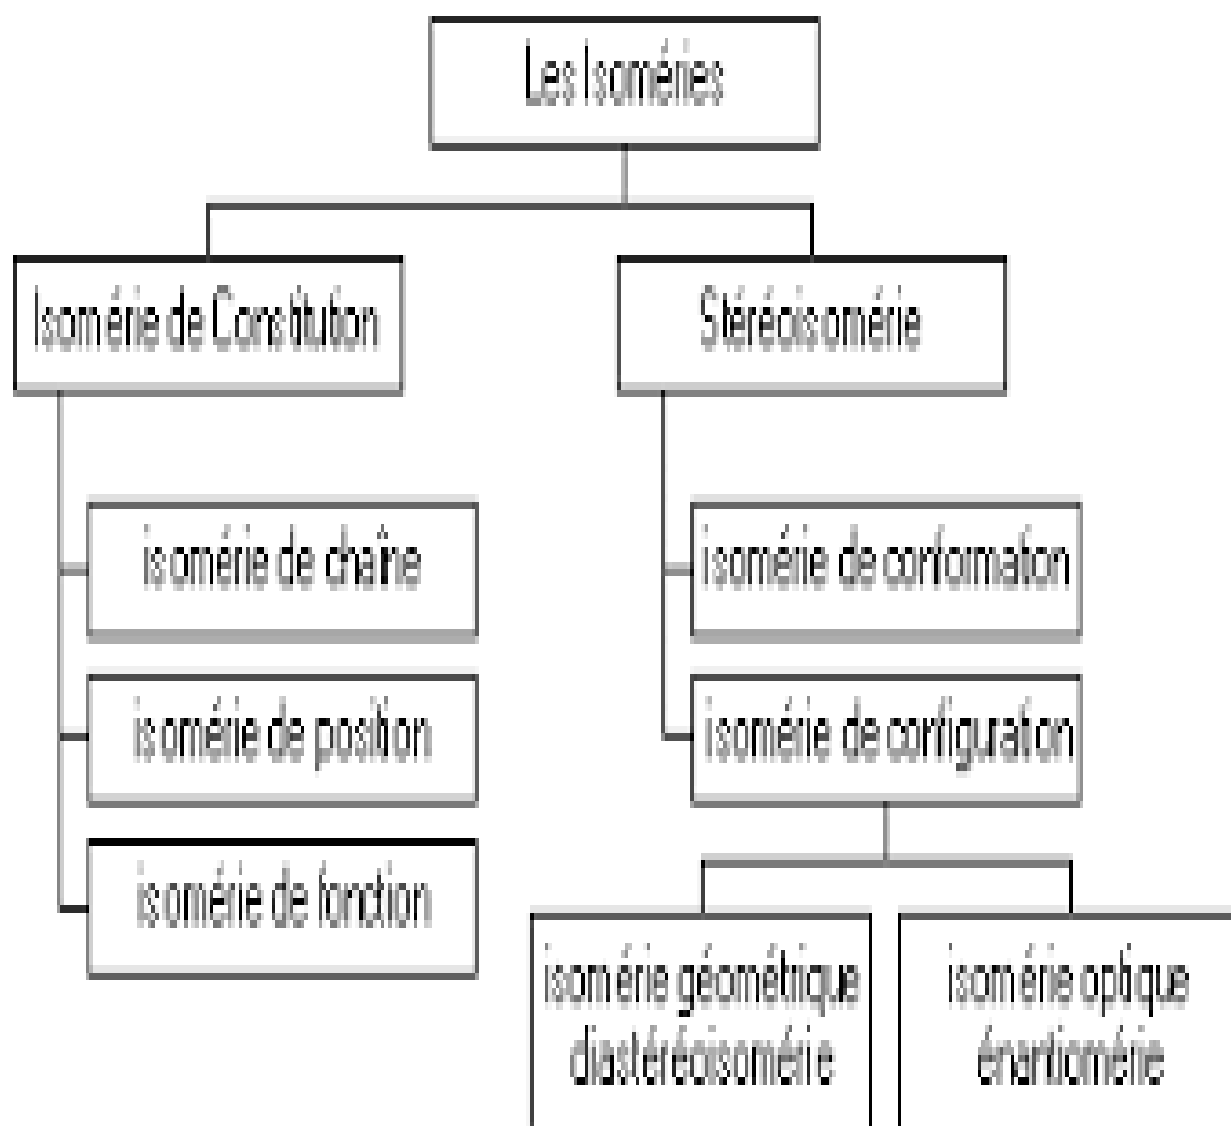 Les Isoméries
Isomérie de Constitution
Stéréoisomérie
isomérie de chaîne
isomérie de conformation
isomérie de position
isomérie de configuration
isomérie de fonction
isomérie géométrique
diastéréoisomérie
isomérie optique
énantiomérie